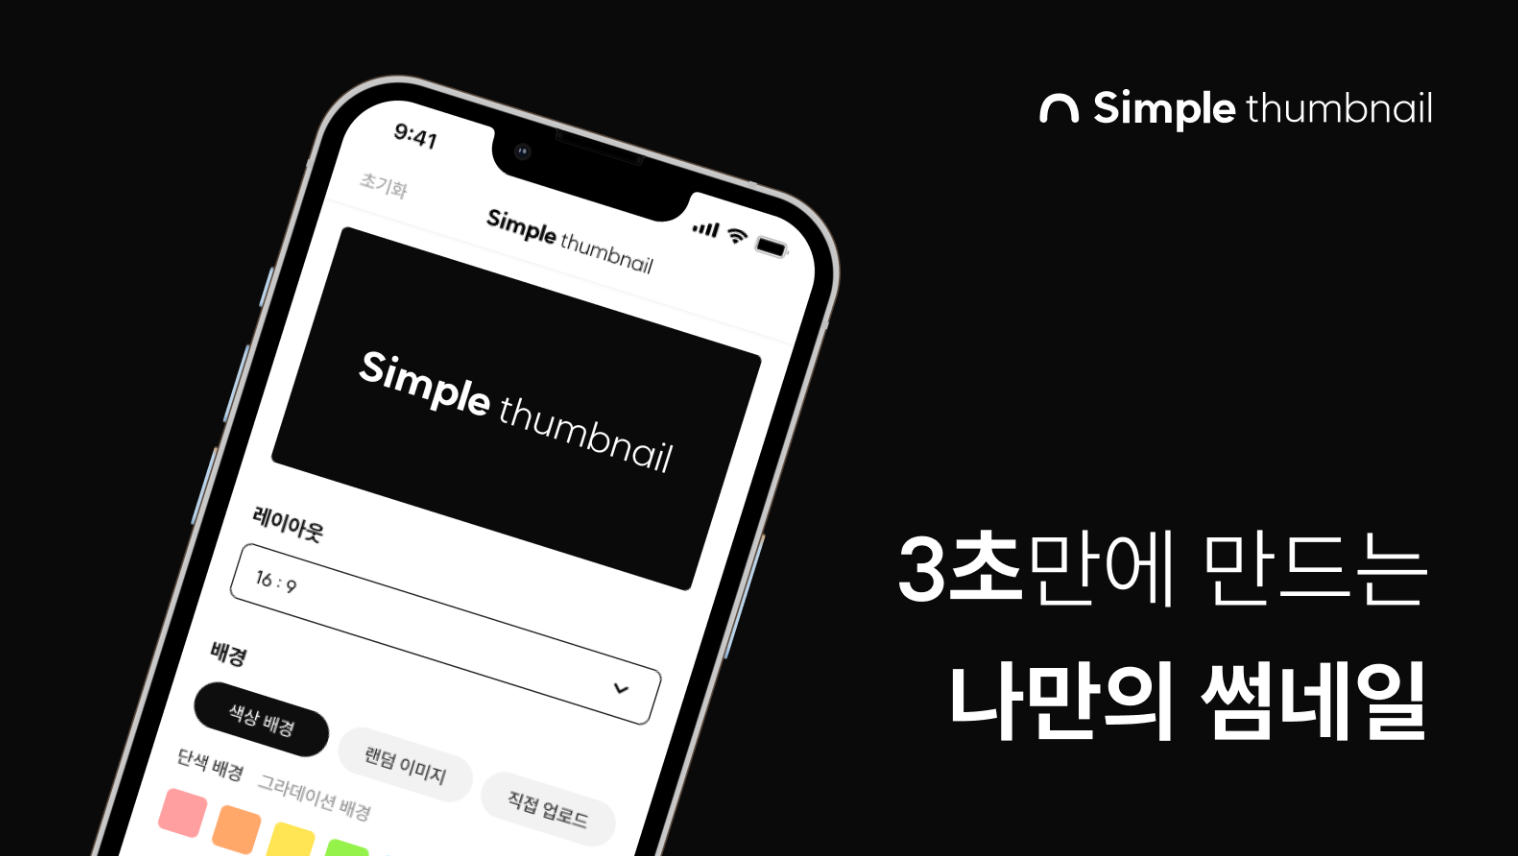 Simple thumbnail
9:41
초기화
Simple thumbnail
Simple thumbnail
레이아웃
16 : 9
배경
색상 배경
랜덤 이미지
직접 업로드
단색 배경
그라데이션 배경
3초만에 만드는
나만의 썸네일